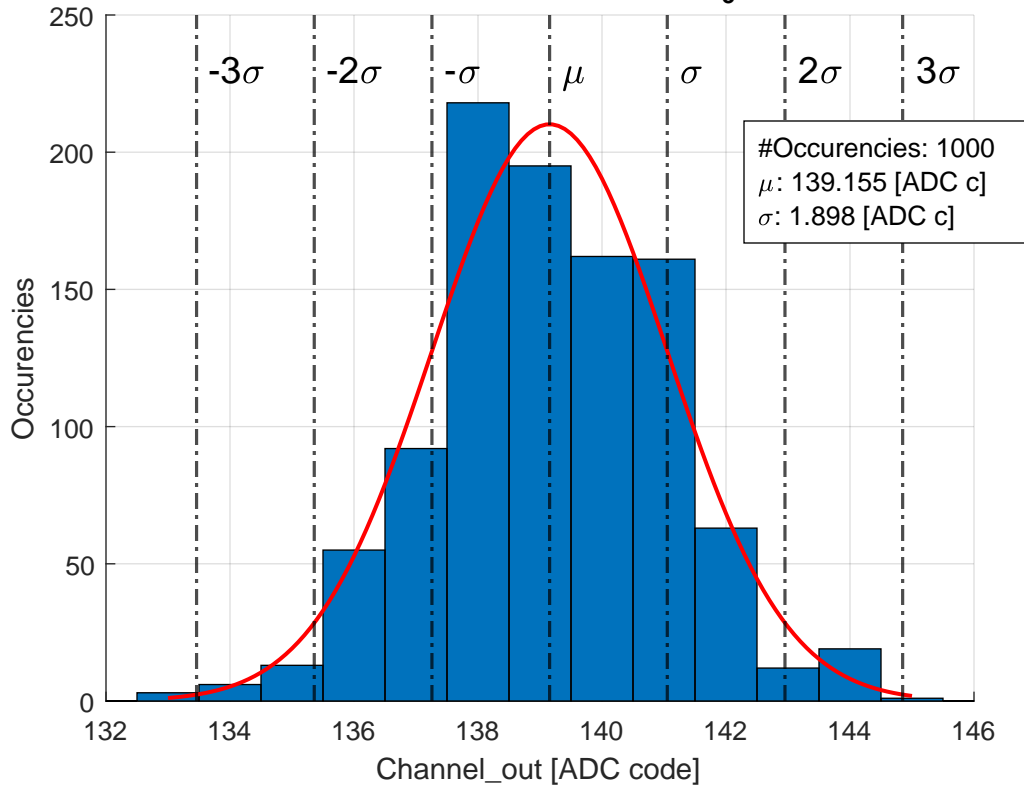 250
200
150
100
50
0
Occurencies
-3σ -2σ -σ μ σ 2σ 3σ
#Occurencies: 1000
μ: 139.155 [ADC c]
σ: 1.898 [ADC c]
132 134 136 138 140 142 144 146
Channel_out [ADC code]